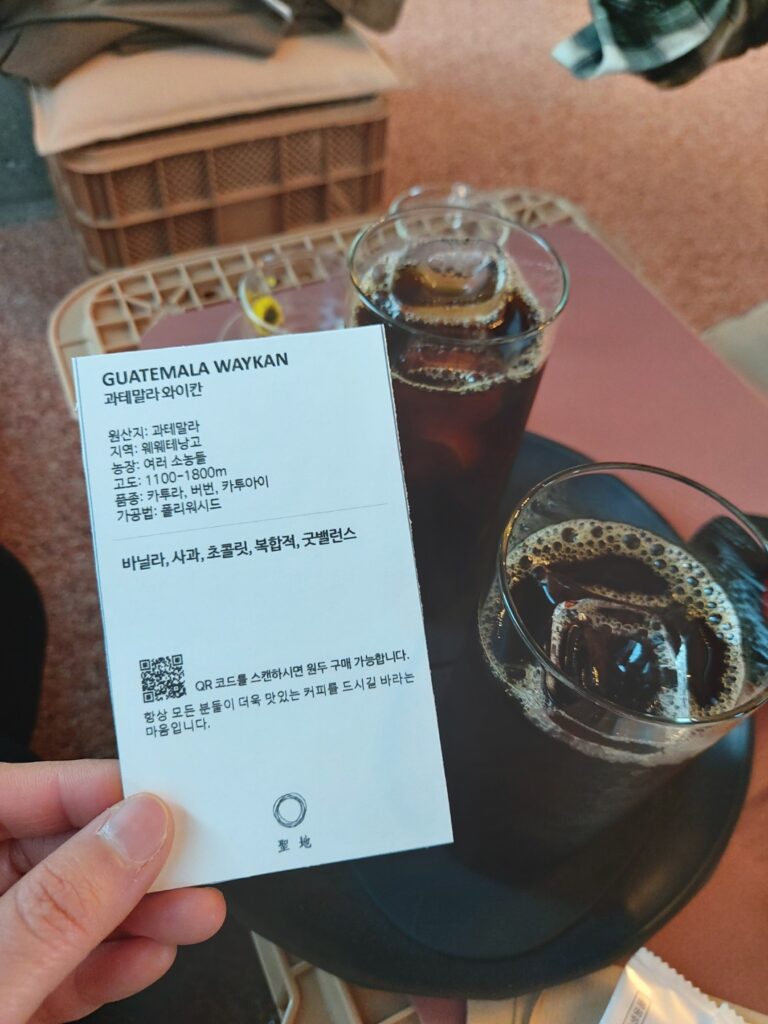 GUATEMALA WAYKAN
과테말라 와이칸
원산지: 과테말라
지역: 웨웨테낭고
농장: 여러 소농들
고도: 1100-1800m
품종: 카투라, 버번, 카투아이
가공법: 풀리워시드
바닐라, 사과, 초콜릿, 복합적, 굿밸런스
QR 코드를 스캔하시면 원두 구매 가능합니다.
항상 모든 분들이 더욱 맛있는 커피를 드시길 바라는
마음입니다.
聖地